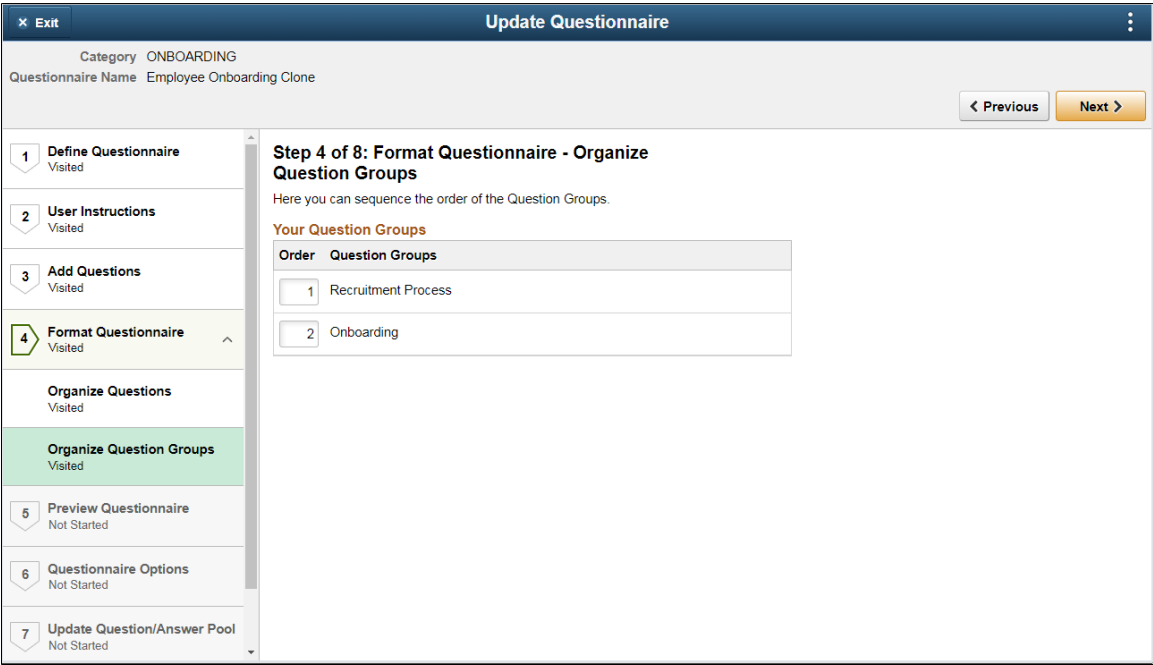 × Exit
Update Questionnaire
Category ONBOARDING
Questionnaire Name Employee Onboarding Clone
Previous
Next
1 Define Questionnaire
Visited
2 User Instructions
Visited
3 Add Questions
Visited
4 Format Questionnaire
Visited
Organize Questions
Visited
Organize Question Groups
Visited
5 Preview Questionnaire
Not Started
6 Questionnaire Options
Not Started
7 Update Question/Answer Pool
Not Started
Step 4 of 8: Format Questionnaire - Organize
Question Groups
Here you can sequence the order of the Question Groups.
Your Question Groups
Order Question Groups
1 Recruitment Process
2 Onboarding